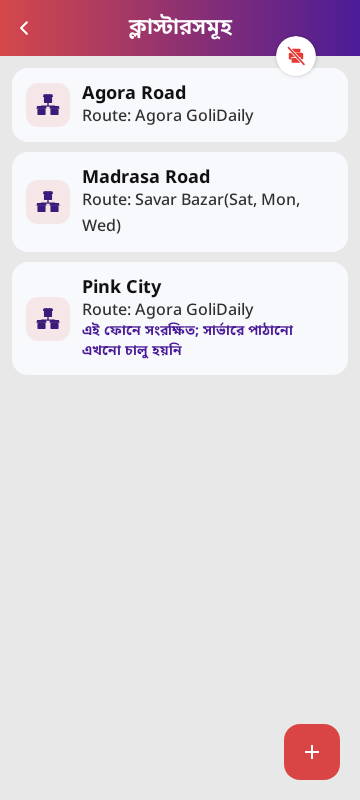 ক্লাস্টারসমূহ
Agora Road
Route: Agora GoliDaily
Madrasa Road
Route: Savar Bazar(Sat, Mon,
Wed)
Pink City
Route: Agora GoliDaily
এই ফোনে সংরক্ষিত; সার্ভারে পাঠানো
এখনো চালু হয়নি